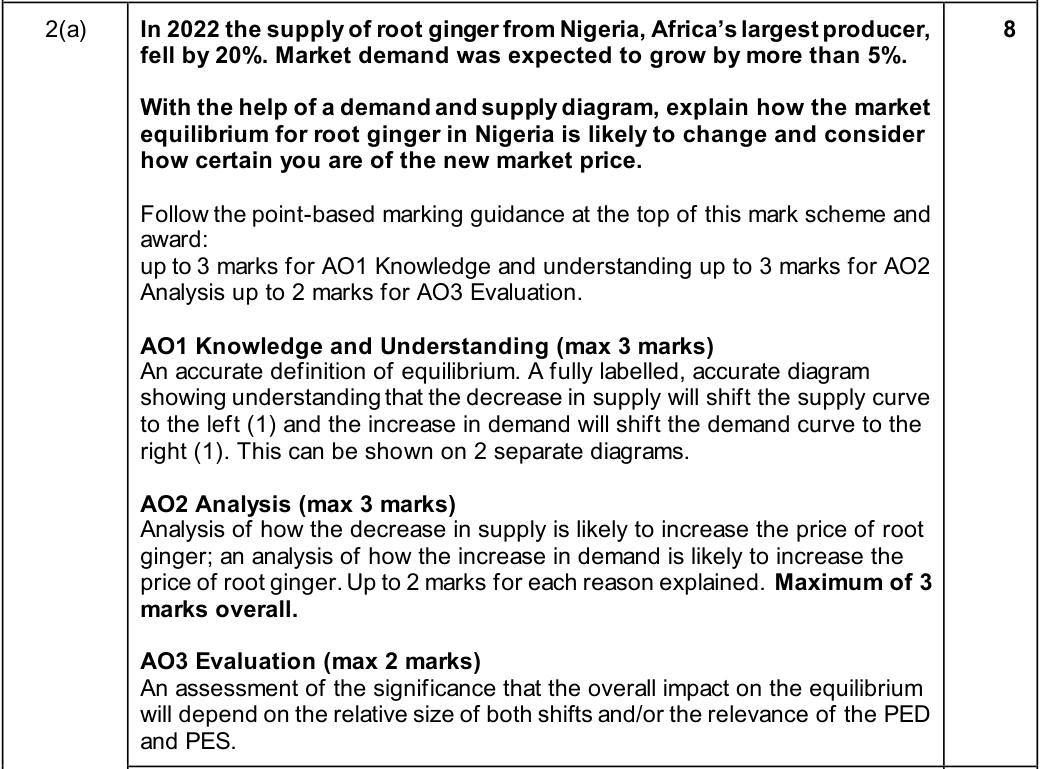 2(a)
In 2022 the supply of root ginger from Nigeria, Africa's largest producer,
8
fell by 20%. Market demand was expected to grow by more than 5%.
With the help of a demand and supply diagram, explain how the market
equilibrium for root ginger in Nigeria is likely to change and consider
how certain you are of the new market price.
Follow the point-based marking guidance at the top of this mark scheme and
award:
up to 3 marks for AO1 Knowledge and understanding up to 3 marks for AO2
Analysis up to 2 marks for AO3 Evaluation.
AO1 Knowledge and Understanding (max 3 marks)
An accurate definition of equilibrium. A fully labelled, accurate diagram
showing understanding that the decrease in supply will shift the supply curve
to the left (1) and the increase in demand will shift the demand curve to the
right (1). This can be shown on 2 separate diagrams.
AO2 Analysis (max 3 marks)
Analysis of how the decrease in supply is likely to increase the price of root
ginger; an analysis of how the increase in demand is likely to increase the
price of root ginger. Up to 2 marks for each reason explained. Maximum of 3
marks overall.
AO3 Evaluation (max 2 marks)
An assessment of the significance that the overall impact on the equilibrium
will depend on the relative size of both shifts and/or the relevance of the PED
and PES.